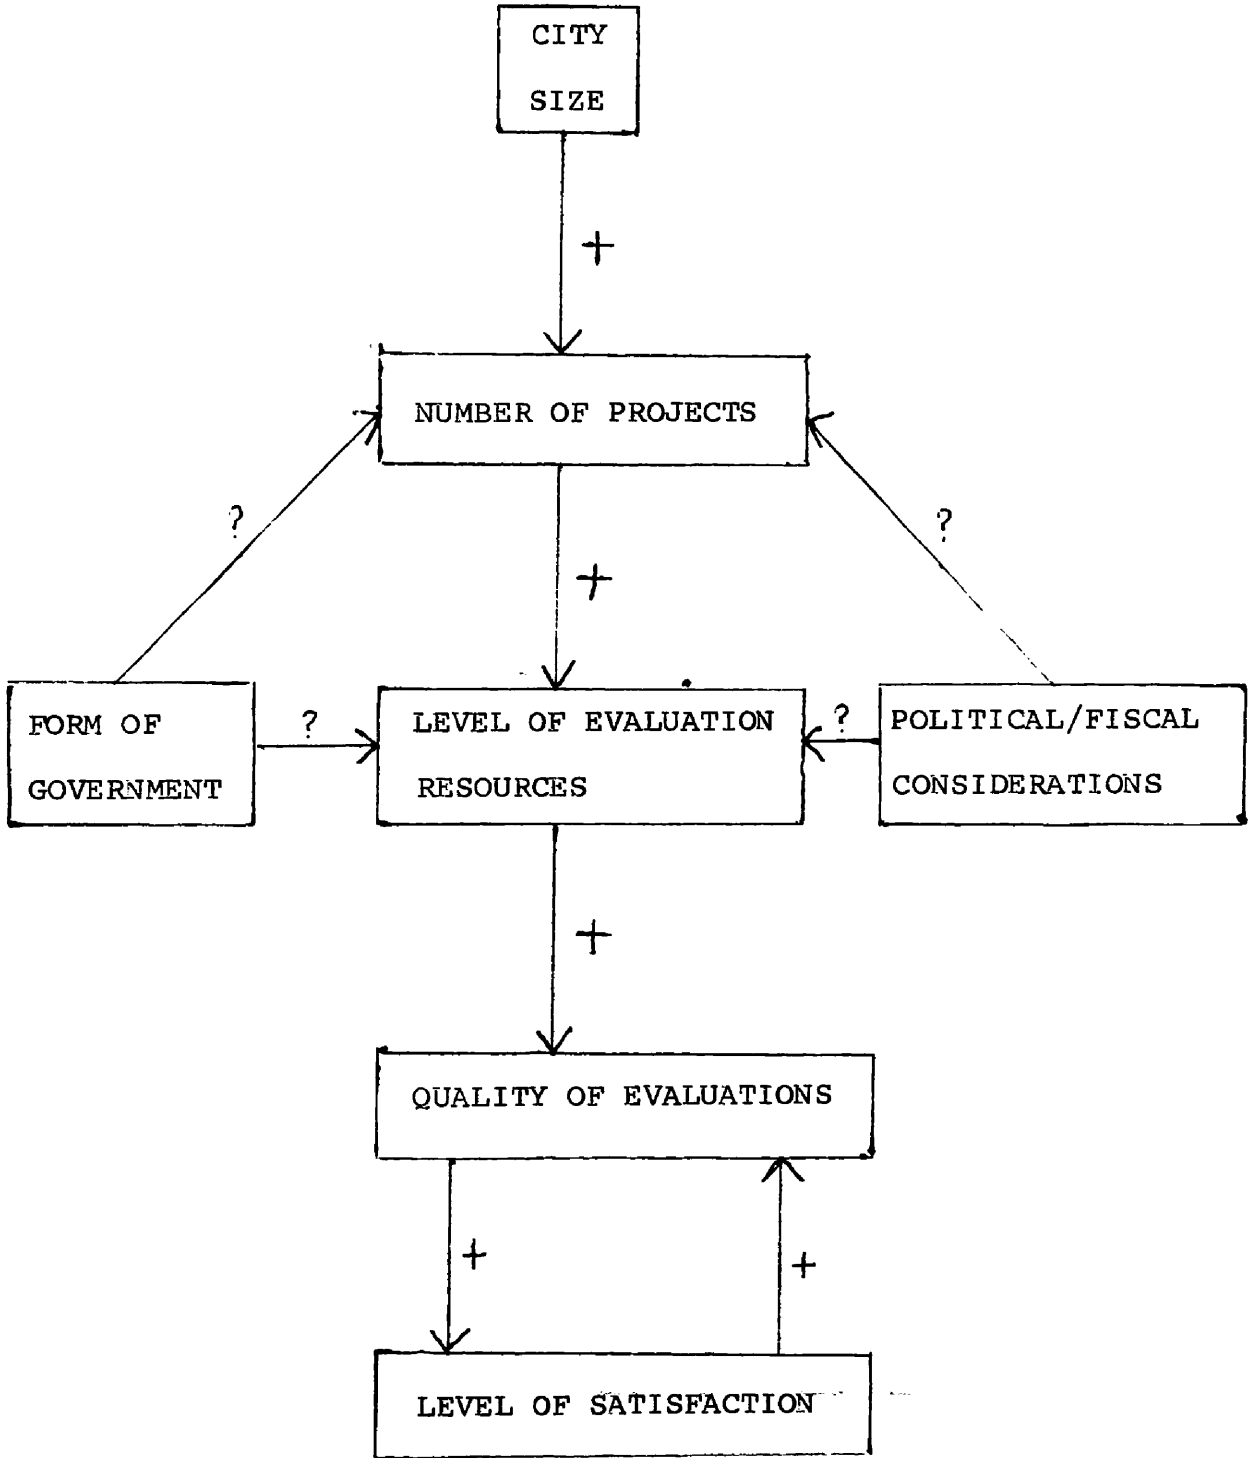 CITY
SIZE
+
NUMBER OF PROJECTS
?
?
+
FORM OF
GOVERNMENT
?
LEVEL OF EVALUATION
RESOURCES
?
POLITICAL/FISCAL
CONSIDERATIONS
+
QUALITY OF EVALUATIONS
+
+
LEVEL OF SATISFACTION